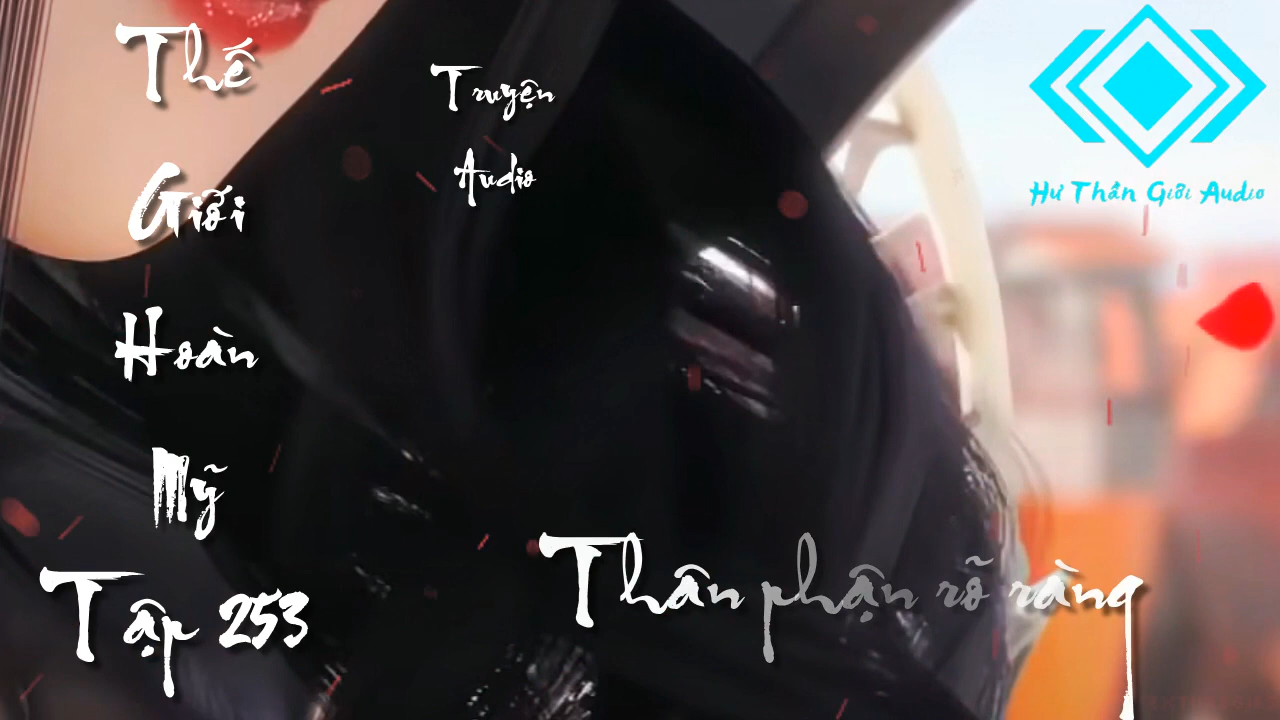 Thế
Giới
Hoàn
Mỹ
Tập 253
Truyện
Audio
Hư Thần Giới Audio
Thân phận rõ ràng